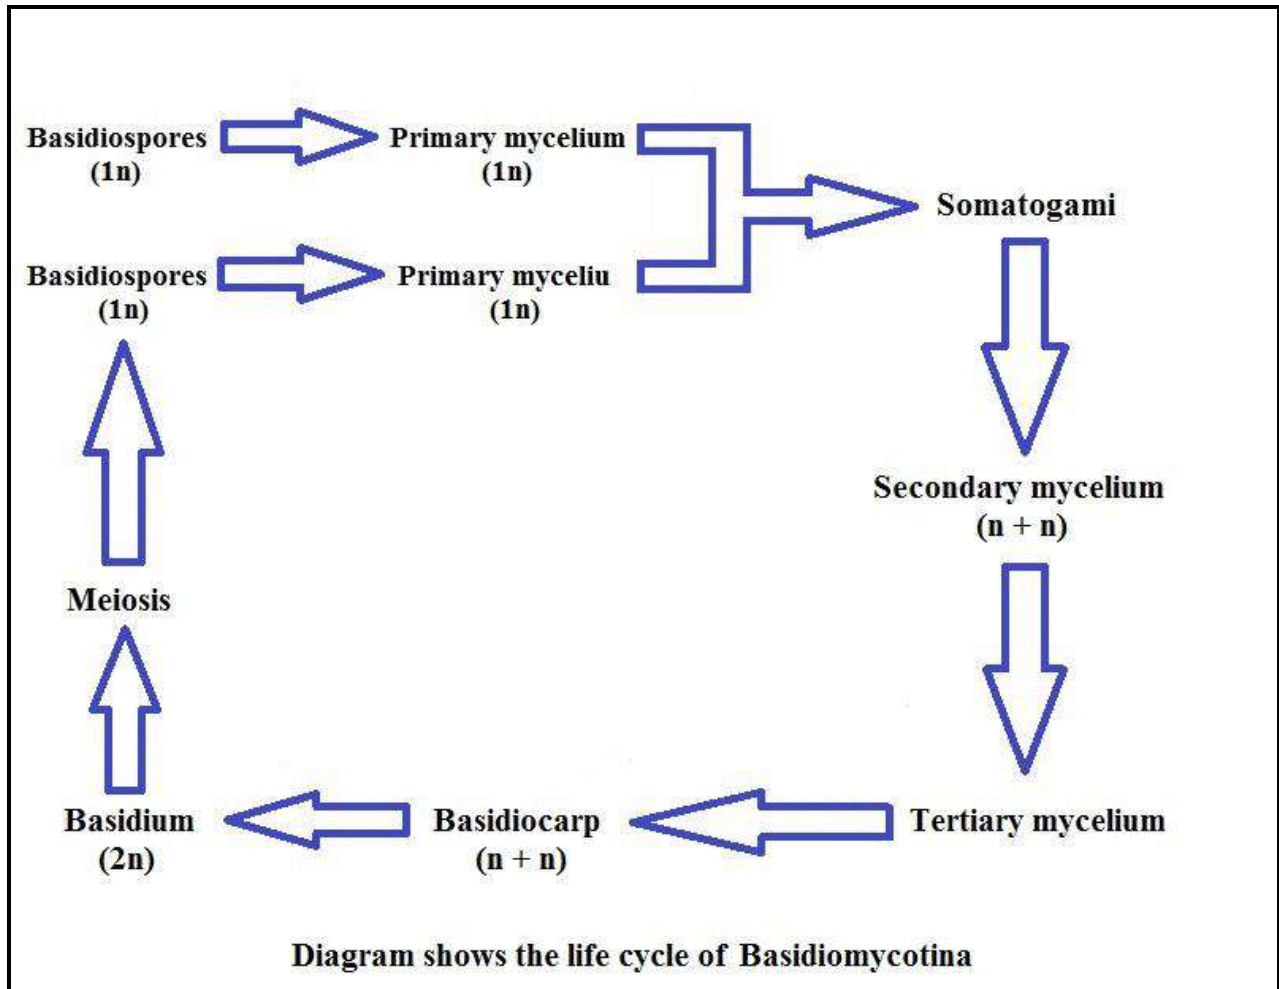 Basidiospores
(1n)
Primary mycelium
(1n)
Somatogami
Basidiospores
(1n)
Primary myceliu
(1n)
Secondary mycelium
(n + n)
Meiosis
Basidium
(2n)
Basidiocarp
(n + n)
Tertiary mycelium
Diagram shows the life cycle of Basidiomycotina